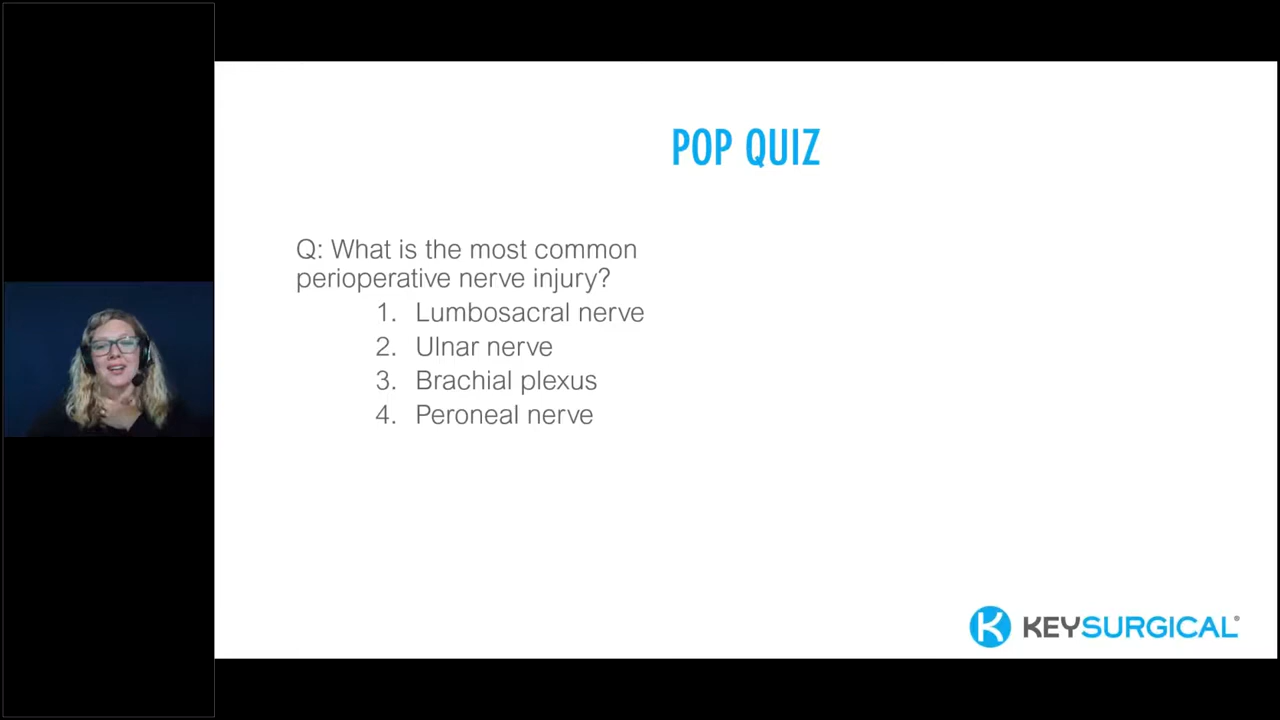 POP QUIZ
Q: What is the most common
perioperative nerve injury?
1. Lumbosacral nerve
2. Ulnar nerve
3. Brachial plexus
4. Peroneal nerve
K KEYSURGICAL®